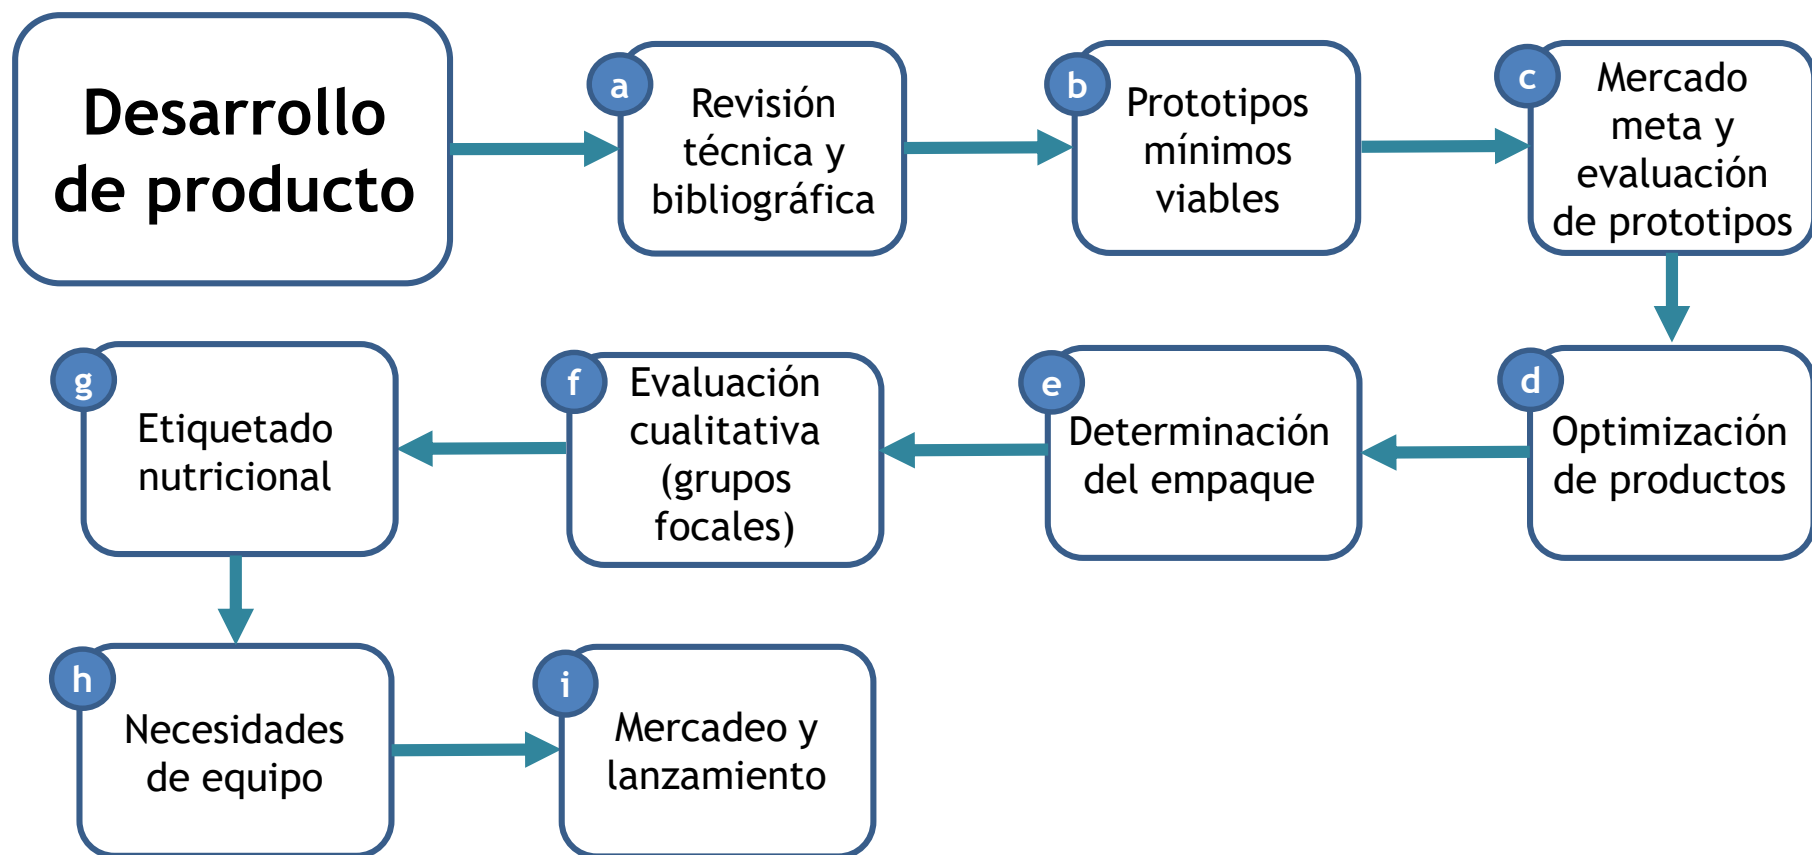 Desarrollo
de producto
a
Revisión
técnica y
bibliográfica
b
Prototipos
mínimos
viables
c
Mercado
meta y
evaluación
de prototipos
d
Optimización
de productos
e
Determinación
del empaque
f
Evaluación
cualitativa
(grupos
focales)
g
Etiquetado
nutricional
h
Necesidades
de equipo
i
Mercadeo y
lanzamiento